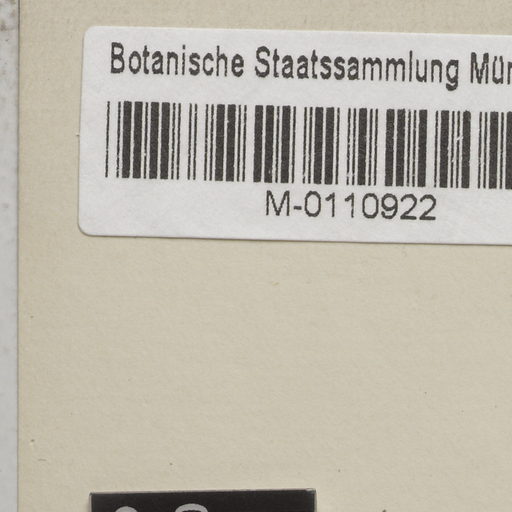 Botanische Staatssammlung Mün
M-0110922